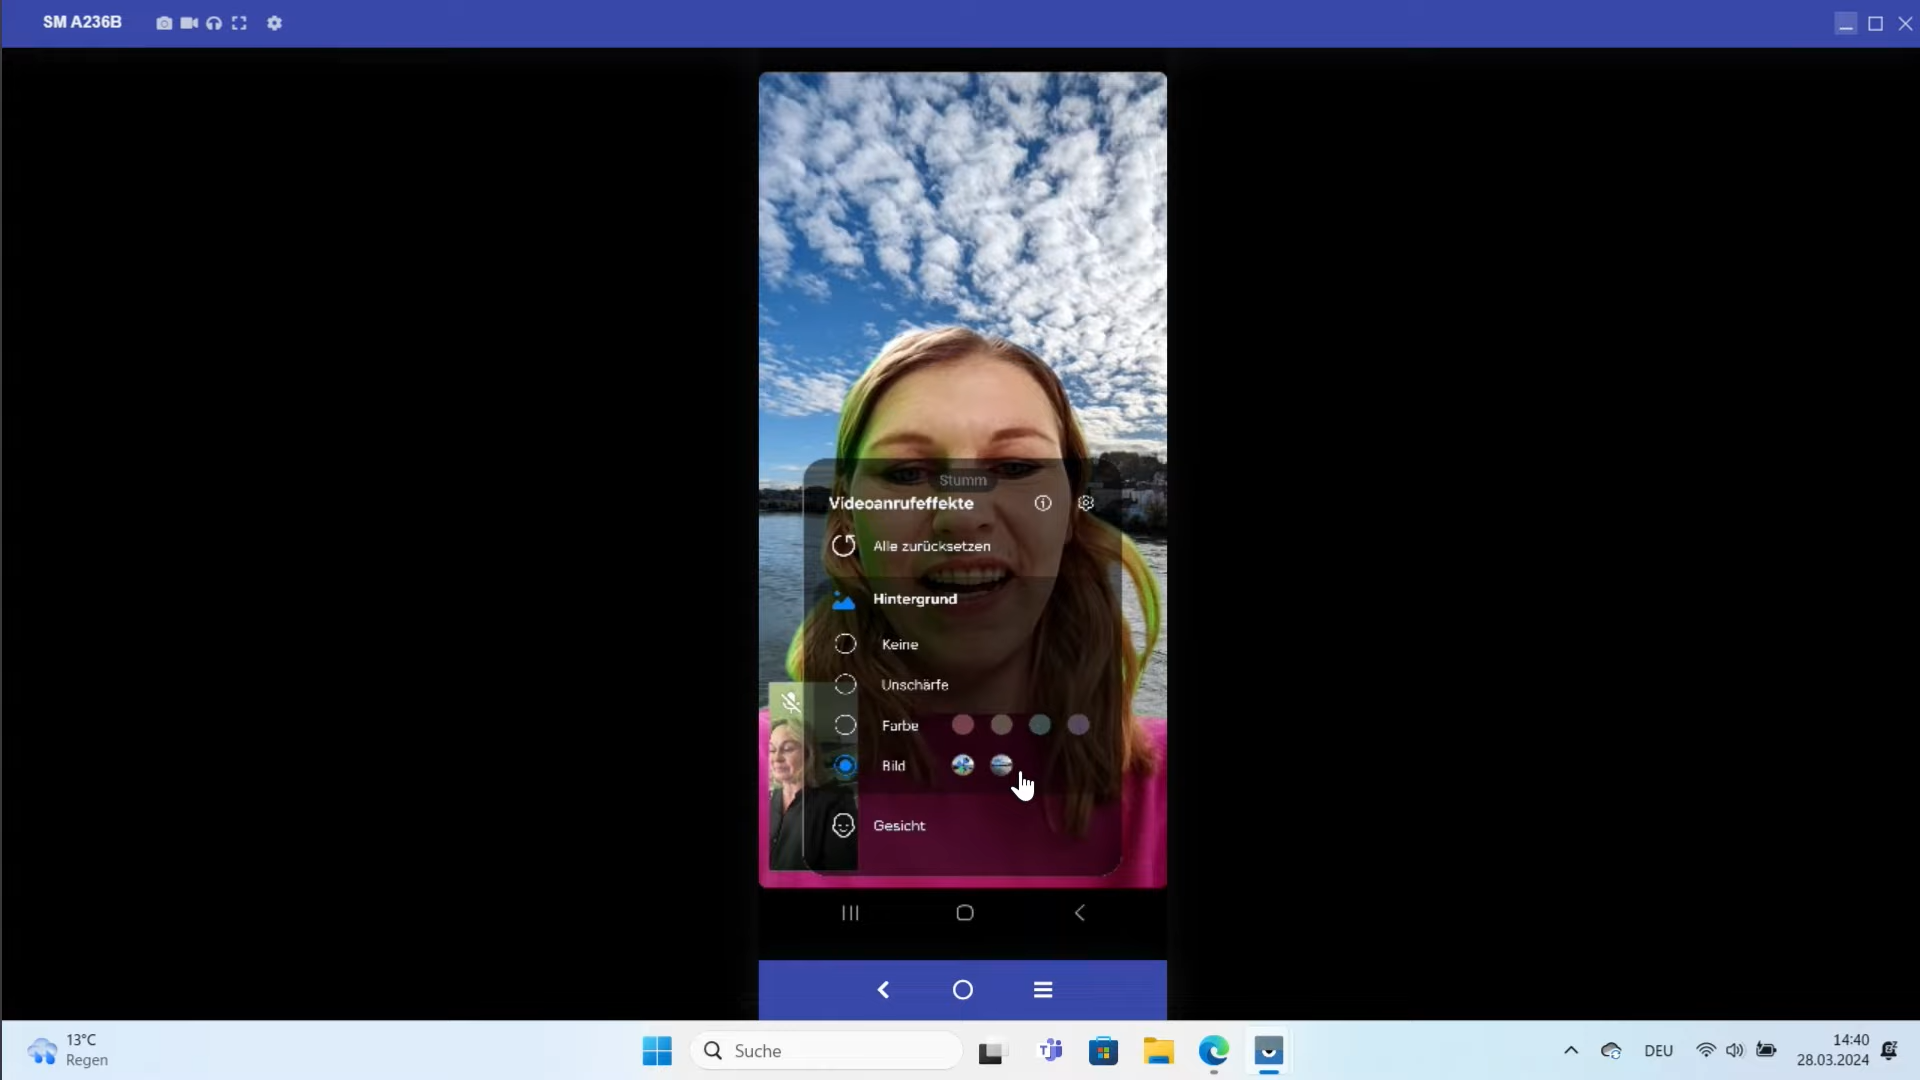 SM A236B
Stumm
Videoanrufeffekte
Alle zurücksetzen
Hintergrund
Keine
Unschärfe
Farbe
Bild
Gesicht
13°C
Regen
Suche
DEU
14:40
28.03.2024